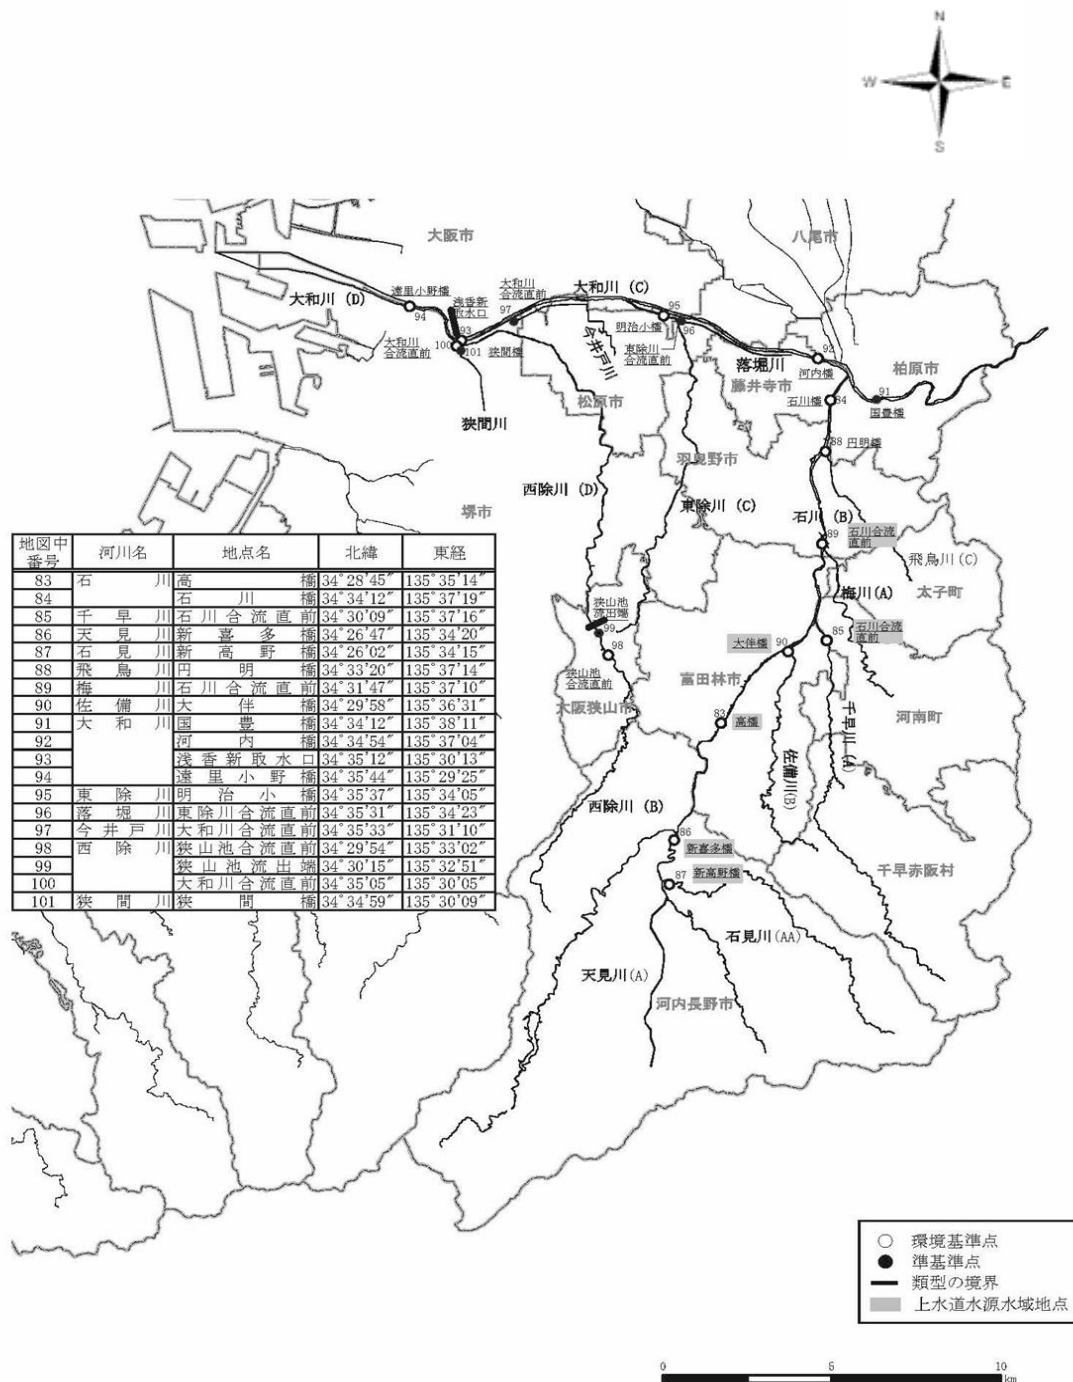 N
W E
S
大阪市
八尾市
大和川 (D)
遠里小野橋
94
浅香新
取水口
大和川
合流直前
97
大和川 (C)
95
明治小橋
96
東除川
合流直前
今井戸川
92
河内橋
落堀川
藤井寺市
柏原市
91
国豊橋
大和川
合流直前
100
93
101
狭間橋
狭間川
松原市
石川橋
84
88
円明橋
羽曳野市
西除川 (D)
東除川 (C)
石川 (B)
堺市
89
石川合流
直前
飛鳥川(C)
梅川(A)
太子町
狭山池
流出端
99
98
狭山池
合流直前
大阪狭山市
大伴橋
90
85
石川合流
直前
富田林市
83
高橋
河南町
千早川(A)
佐備川(B)
西除川 (B)
86
新喜多橋
87
新高野橋
千早赤阪村
石見川(AA)
天見川(A)
河内長野市
地図中番号 河川名 地点名 北緯 東経
83 石川 高橋 34ﾟ28'45" 135ﾟ35'14"
84 石川橋 34ﾟ34'12" 135ﾟ37'19"
85 千早川 石川合流直前 34ﾟ30'09" 135ﾟ37'16"
86 天見川 新喜多橋 34ﾟ26'47" 135ﾟ34'20"
87 石見川 新高野橋 34ﾟ26'02" 135ﾟ34'15"
88 飛鳥川 円明橋 34ﾟ33'20" 135ﾟ37'14"
89 梅川 石川合流直前 34ﾟ31'47" 135ﾟ37'10"
90 佐備川 大伴橋 34ﾟ29'58" 135ﾟ36'31"
91 大和川 国豊橋 34ﾟ34'12" 135ﾟ38'11"
92 河内橋 34ﾟ34'54" 135ﾟ37'04"
93 浅香新取水口 34ﾟ35'12" 135ﾟ30'13"
94 遠里小野橋 34ﾟ35'44" 135ﾟ29'25"
95 東除川 明治小橋 34ﾟ35'37" 135ﾟ34'05"
96 落堀川 東除川合流直前 34ﾟ35'31" 135ﾟ34'23"
97 今井戸川 大和川合流直前 34ﾟ35'33" 135ﾟ31'10"
98 西除川 狭山池合流直前 34ﾟ29'54" 135ﾟ33'02"
99 狭山池流出端 34ﾟ30'15" 135ﾟ32'51"
100 大和川合流直前 34ﾟ35'05" 135ﾟ30'05"
101 狭間川 狭間橋 34ﾟ34'59" 135ﾟ30'09"
環境基準点
準基準点
類型の境界
上水道水源水域地点
0 5 10
km